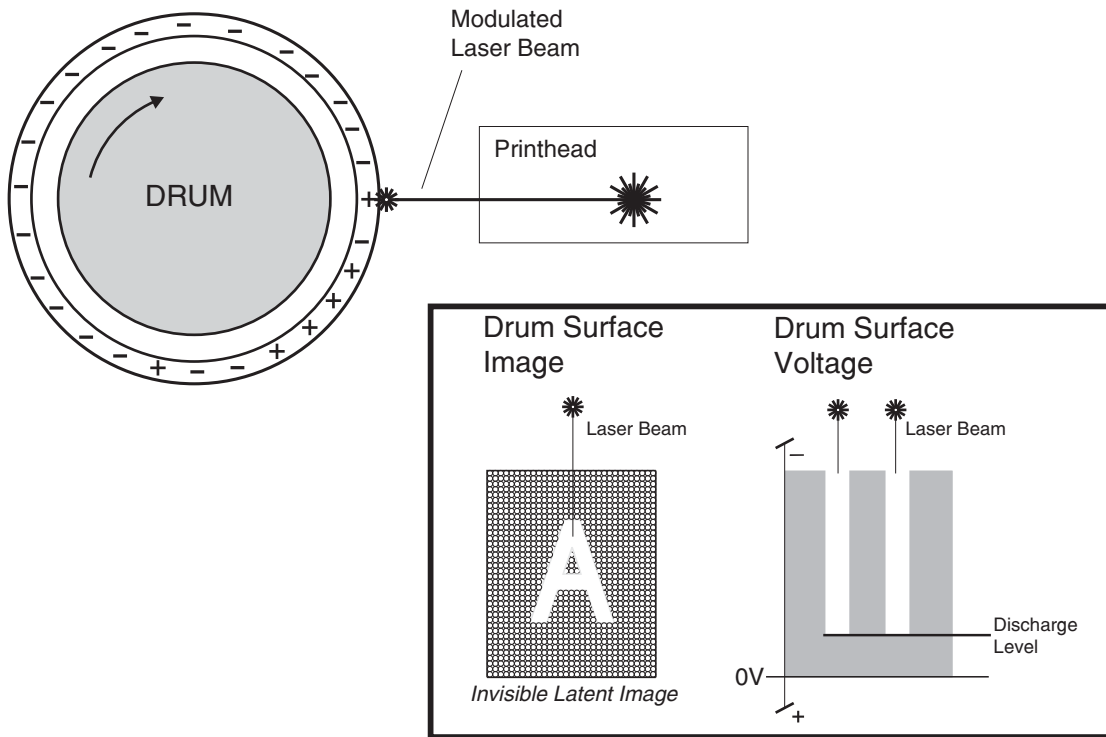 Modulated
Laser Beam
Printhead
DRUM
Drum Surface
Image
Drum Surface
Voltage
Laser Beam
Laser Beam
Discharge
Level
0V
Invisible Latent Image